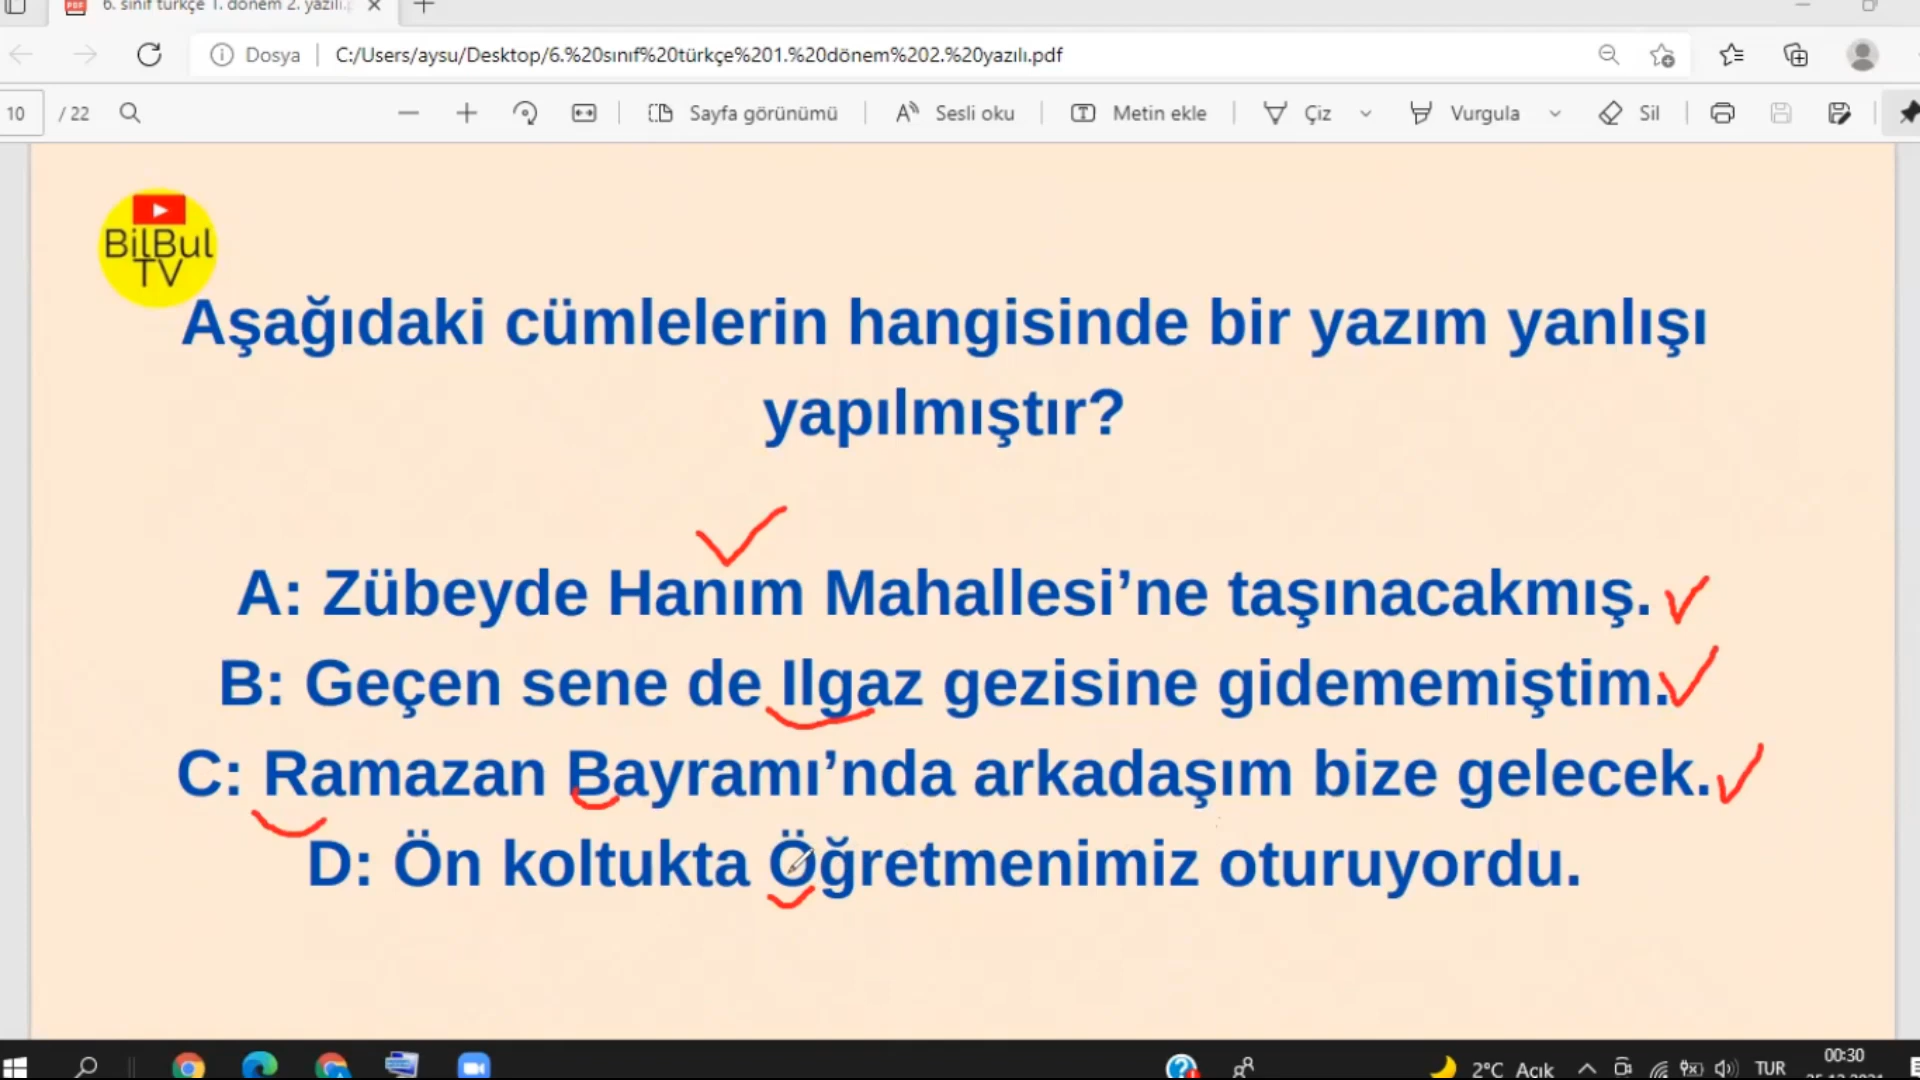 6. sınıf türkçe 1. dönem 2. yazılı.
Dosya C:/Users/aysu/Desktop/6.%20sınıf%20türkçe%201.%20dönem%202.%20yazılı.pdf
10 / 22 Sayfa görünümü Sesli oku Metin ekle Çiz Vurgula Sil
BilBul
TV
Aşağıdaki cümlelerin hangisinde bir yazım yanlışı
yapılmıştır?
A: Zübeyde Hanım Mahallesi’ne taşınacakmış.
B: Geçen sene de Ilgaz gezisine gidememiştim.
C: Ramazan Bayramı’nda arkadaşım bize gelecek.
D: Ön koltukta Öğretmenimiz oturuyordu.
2°C Açık TUR 00:30